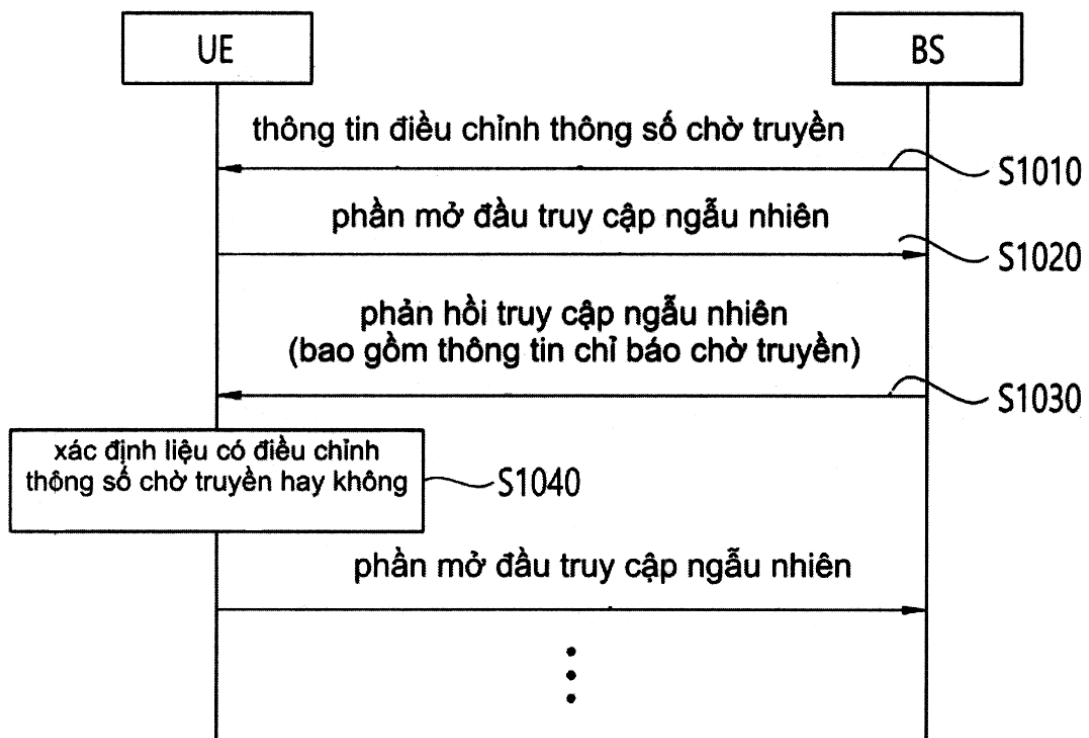 UE
BS
thông tin điều chỉnh thông số chờ truyền
S1010
phần mở đầu truy cập ngẫu nhiên
S1020
phản hồi truy cập ngẫu nhiên
(bao gồm thông tin chỉ báo chờ truyền)
S1030
xác định liệu có điều chỉnh
thông số chờ truyền hay không
S1040
phần mở đầu truy cập ngẫu nhiên